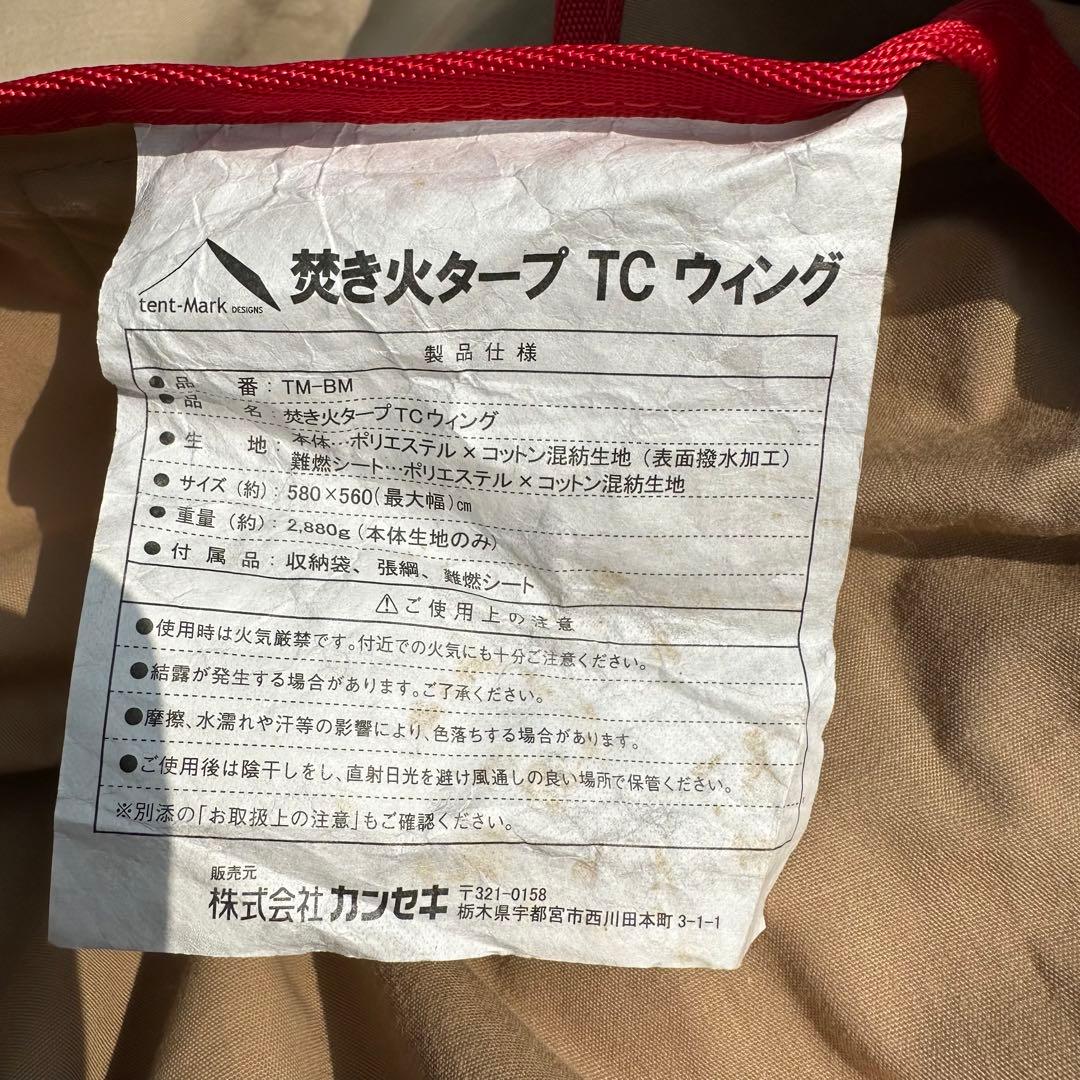 tent-Mark DESIGNS
焚き火タープ TC ウィング
製品仕様
●品 番：TM-BM
●品 名：焚き火タープTCウィング
●生 地：本体…ポリエステル×コットン混紡生地（表面撥水加工）
難燃シート…ポリエステル×コットン混紡生地
●サイズ（約）：580×560（最大幅）㎝
●重量（約）：2,880g（本体生地のみ）
●付属品：収納袋、張綱、難燃シート
⚠ご使用上の注意
●使用時は火気厳禁です。付近での火気にも十分ご注意ください。
●結露が発生する場合があります。ご了承ください。
●摩擦、水濡れや汗等の影響により、色落ちする場合があります。
●ご使用後は陰干しをし、直射日光を避け風通しの良い場所で保管ください。
※別添の「お取扱上の注意」もご確認ください。
販売元
株式会社カンセキ 〒321-0158
栃木県宇都宮市西川田本町 3-1-1